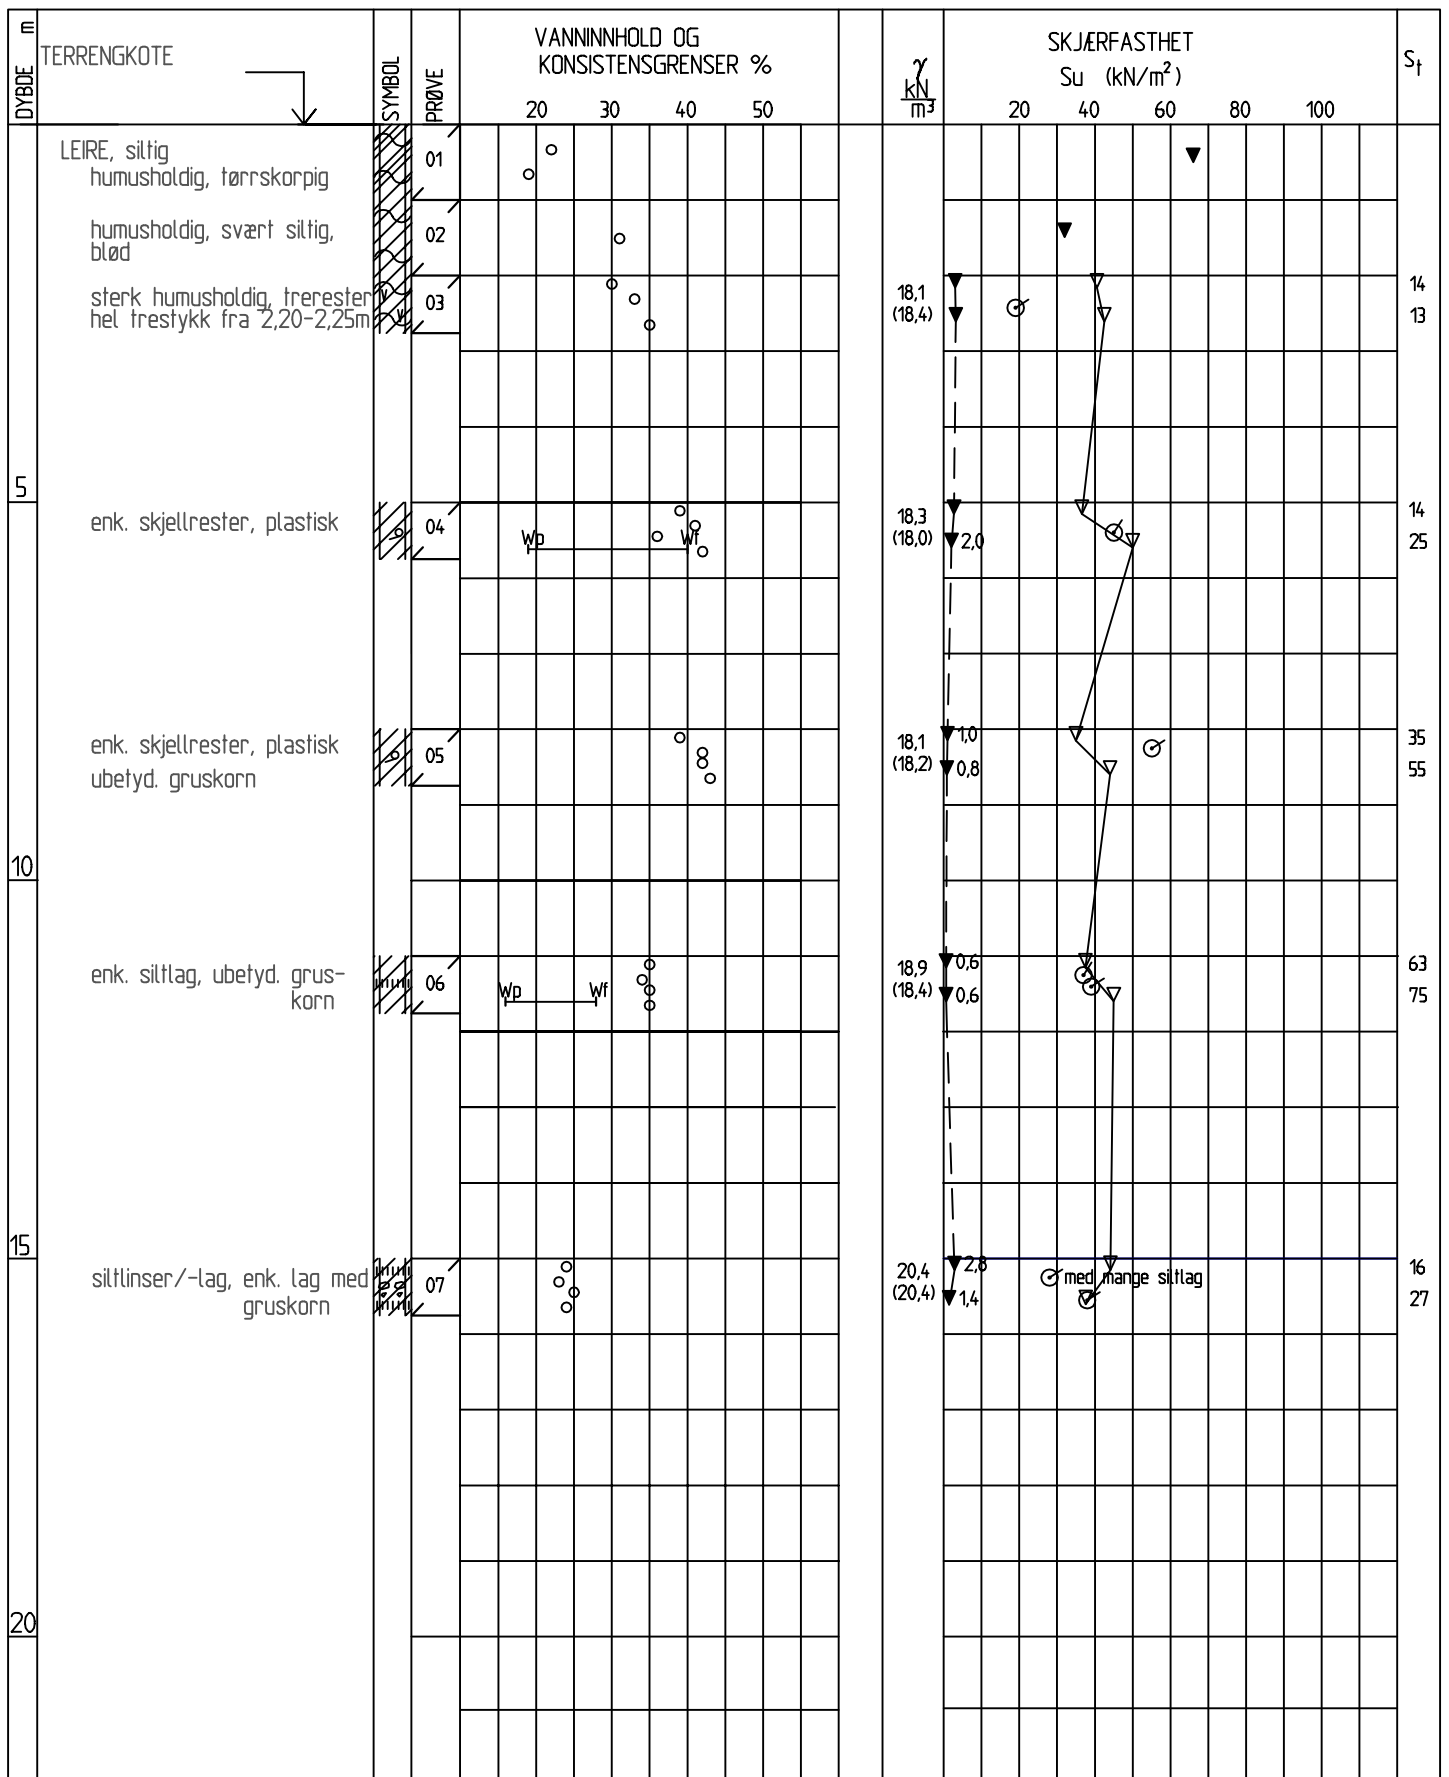 DYBDE m
TERRENGKOTE
SYMBOL
PRØVE
VANNINNHOLD OG
KONSISTENSGRENSER %
20 30 40 50
γ
kN
m³
SKJÆRFASTHET
Su (kN/m²)
20 40 60 80 100
St
LEIRE, siltig
humusholdig, tørrskorpig
01
humusholdig, svært siltig,
blød
02
sterk humusholdig, trerester
hel trestykk fra 2,20-2,25m
03
18,1
(18,4)
14
13
5
enk. skjellrester, plastisk
04
Wp Wf
18,3
(18,0)
2,0
14
25
enk. skjellrester, plastisk
ubetyd. gruskorn
05
18,1
(18,2)
1,0
0,8
35
55
10
enk. siltlag, ubetyd. grus-
korn
06
Wp Wf
18,9
(18,4)
0,6
0,6
63
75
15
siltlinser/-lag, enk. lag med
gruskorn
07
20,4
(20,4)
2,8
med mange siltlag
1,4
16
27
20